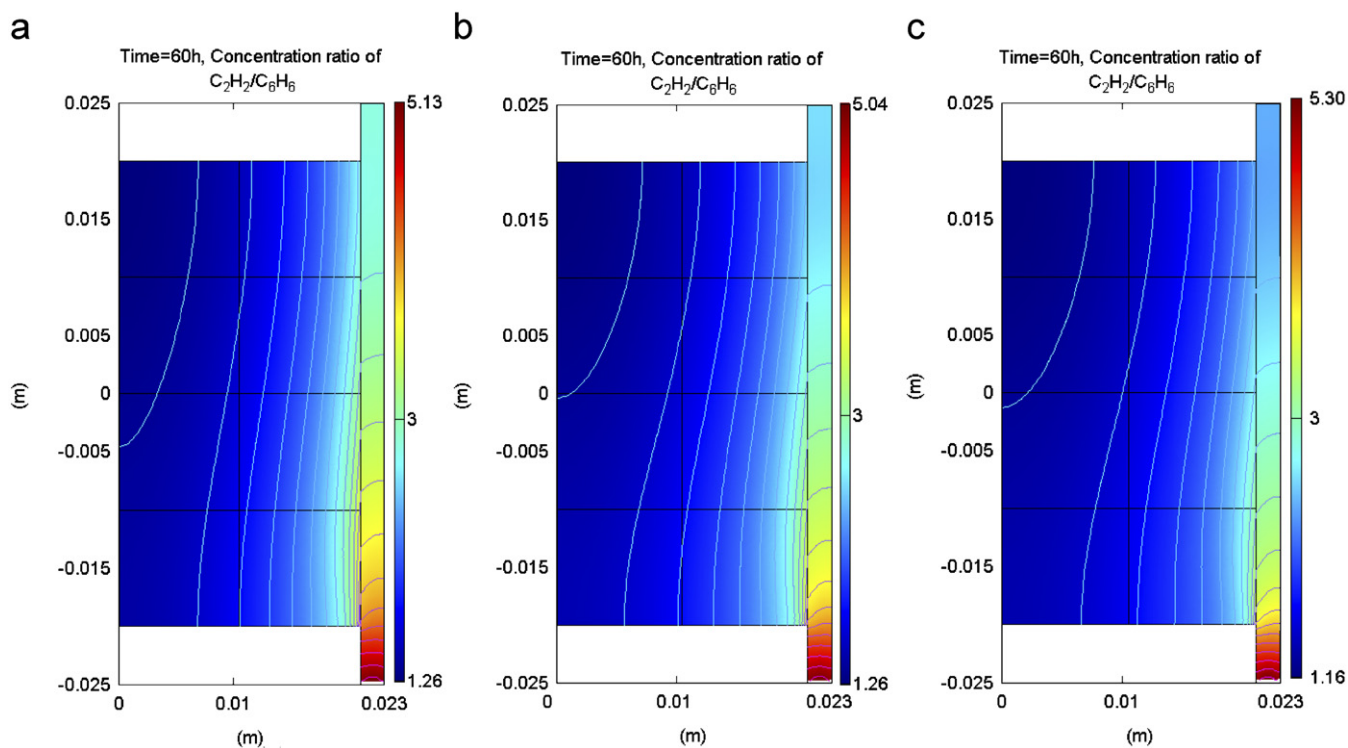 a
Time=60h, Concentration ratio of
C₂H₂/C₆H₆
0.025
0.015
0.005
0
-0.005
-0.015
-0.025
(m)
0
0.01
0.023
(m)
5.13
3
1.26
b
Time=60h, Concentration ratio of
C₂H₂/C₆H₆
0.025
0.015
0.005
0
-0.005
-0.015
-0.025
(m)
0
0.01
0.023
(m)
5.04
3
1.26
c
Time=60h, Concentration ratio of
C₂H₂/C₆H₆
0.025
0.015
0.005
0
-0.005
-0.015
-0.025
(m)
0
0.01
0.023
(m)
5.30
3
1.16